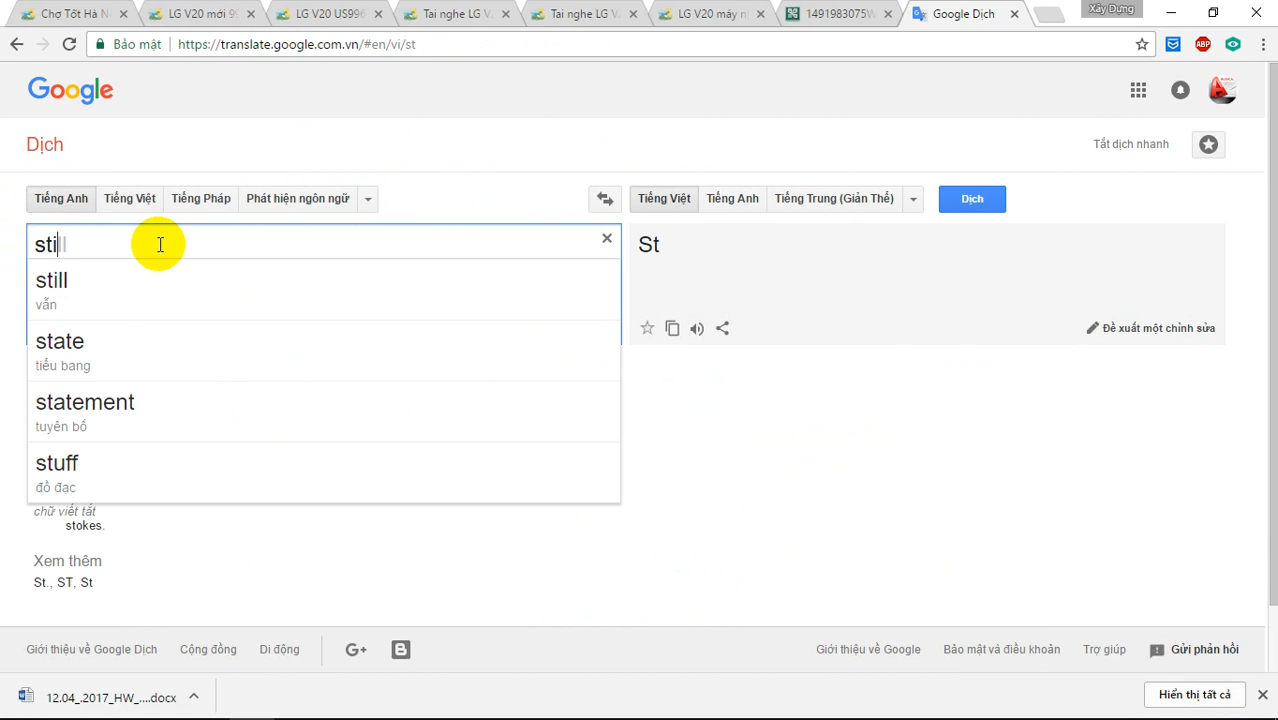 Chợ Tốt Hà N
LG V20 mới 99
LG V20 US996
Tai nghe LG V
Tai nghe LG V
LG V20 máy n
1491983075W
Google Dịch
Xây Dựng
Bảo mật
https://translate.google.com.vn/#en/vi/st
Google
Dịch
Tắt dịch nhanh
Tiếng Anh Tiếng Việt Tiếng Pháp Phát hiện ngôn ngữ
Tiếng Việt Tiếng Anh Tiếng Trung (Giản Thể) Dịch
still
St
still
vẫn
state
tiểu bang
Đề xuất một chỉnh sửa
statement
tuyên bố
stuff
đồ đạc
chữ viết tắt
stokes.
Xem thêm
St., ST, St
Giới thiệu về Google Dịch Cộng đồng Di động
Giới thiệu về Google Bảo mật và điều khoản Trợ giúp Gửi phản hồi
12.04_.2017_HW_....docx
Hiển thị tất cả